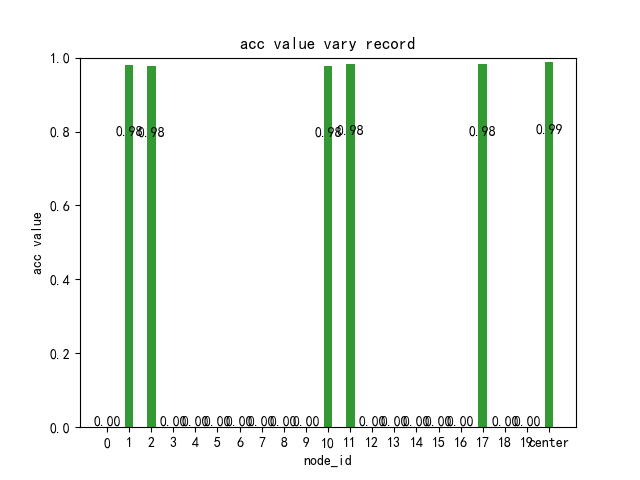 acc value vary record
1.0
0.8
0.6
0.4
0.2
0.0
acc value
0.00 0.98 0.98 0.00 0.00 0.00 0.00 0.00 0.00 0.00 0.98 0.98 0.00 0.00 0.00 0.00 0.00 0.98 0.00 0.00 0.99
0 1 2 3 4 5 6 7 8 9 10 11 12 13 14 15 16 17 18 19 center
node_id